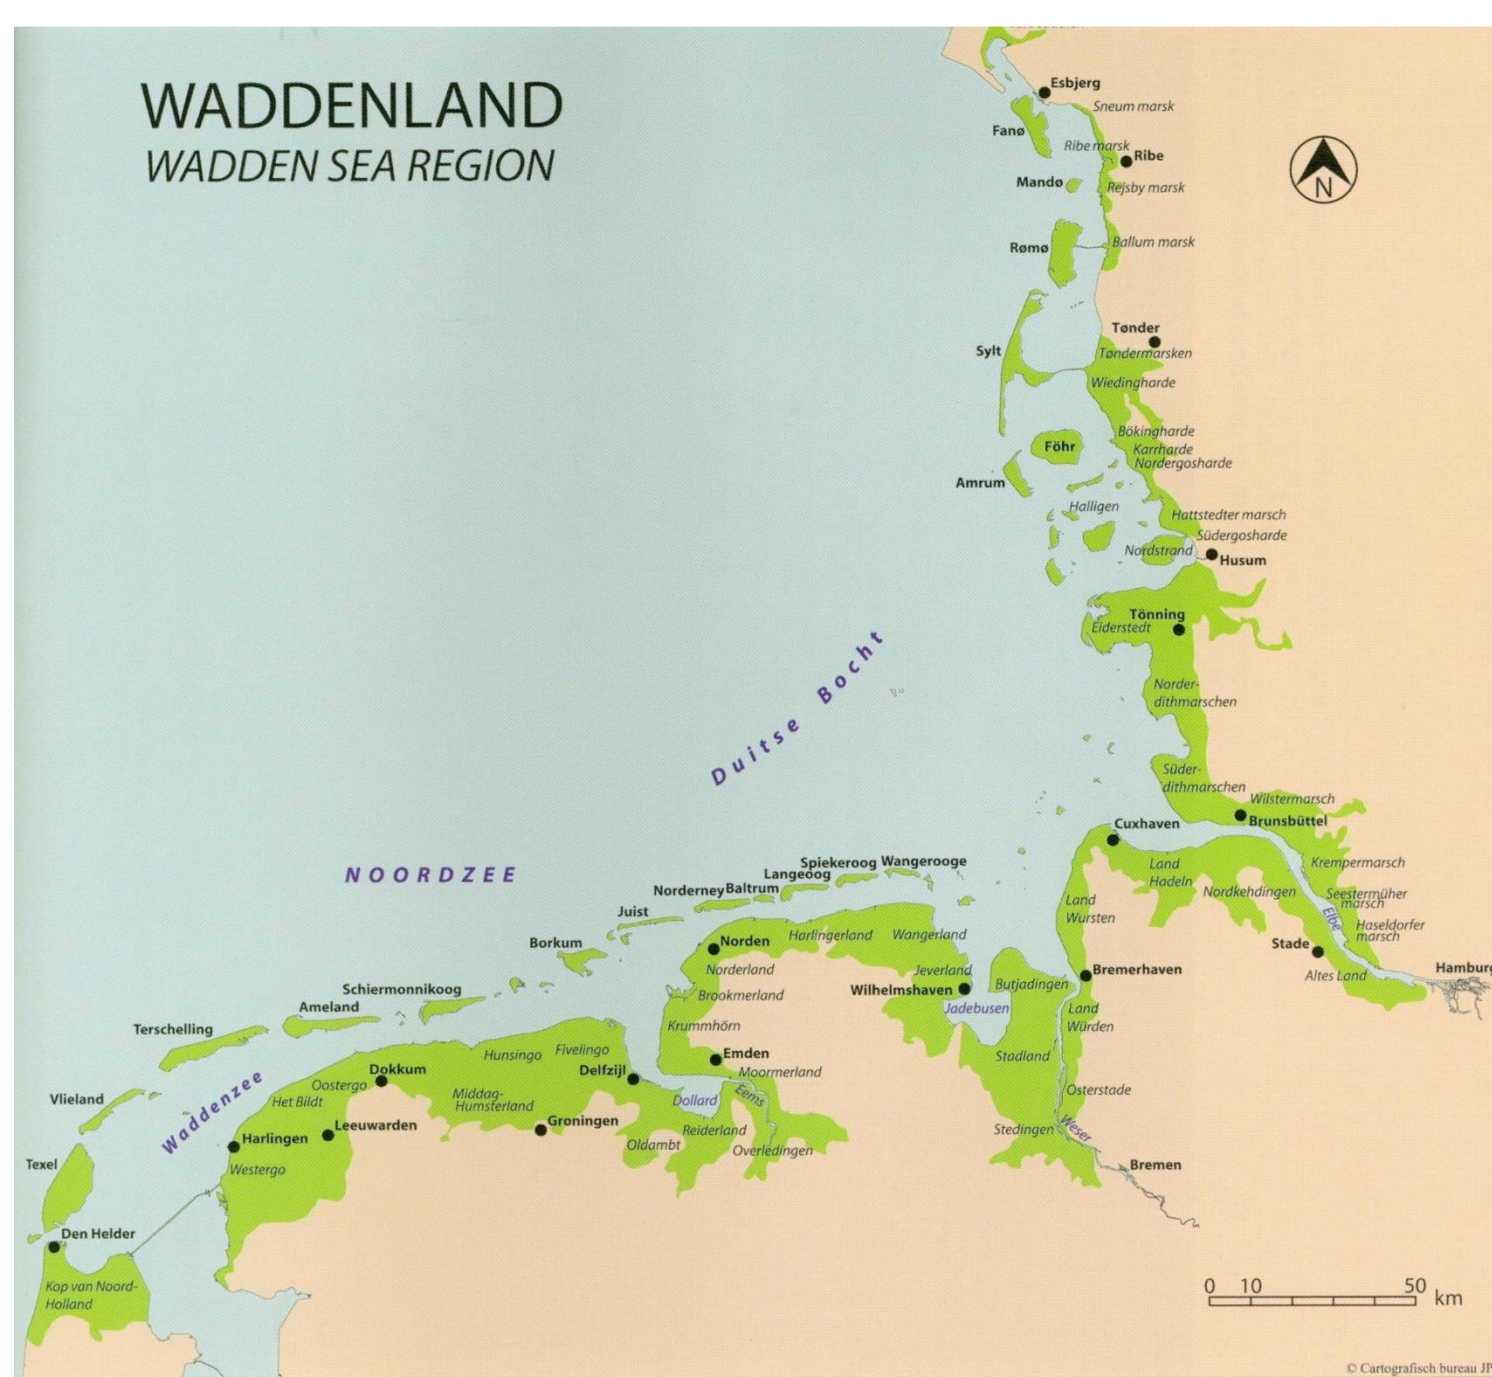 WADDENLAND
WADDEN SEA REGION
Esbjerg
Sneum marsk
Fanø
Ribe marsk
Ribe
Mandø
Rejsby marsk
N
Rømø
Ballum marsk
Tønder
Tøndermarsken
Sylt
Wiedingharde
Bökingharde
Karrharde
Nordergosharde
Föhr
Amrum
Halligen
Hattstedter marsch
Südergosharde
Nordstrand
Husum
Tönning
Eiderstedt
Norder-
dithmarschen
Duitse Bocht
Süder-
dithmarschen
Wilstermarsch
Brunsbüttel
Cuxhaven
Krempermarsch
Land
Hadeln
Nordkehdingen
Seestermüher
marsch
Elbe
Haseldorfer
marsch
Stade
Altes Land
Hamburg
NOORDZEE
Spiekeroog
Wangerooge
Langeoog
Baltrum
Norderney
Juist
Borkum
Land
Wursten
Norden
Harlingerland
Wangerland
Norderland
Jeverland
Bremerhaven
Wilhelmshaven
Butjadingen
Brookmerland
Jadebusen
Land
Würden
Krummhörn
Stadland
Schiermonnikoog
Ameland
Terschelling
Emden
Moormerland
Hunsingo
Fivelingo
Delfzijl
Dokkum
Oostergo
Het Bildt
Middag-
Humsterland
Dollard
Eems
Osterstade
Vlieland
Waddenzee
Leeuwarden
Harlingen
Groningen
Reiderland
Oldambt
Overledingen
Stedingen
Weser
Bremen
Texel
Westergo
Den Helder
Kop van Noord-
Holland
0 10 50 km
© Cartografisch bureau JP